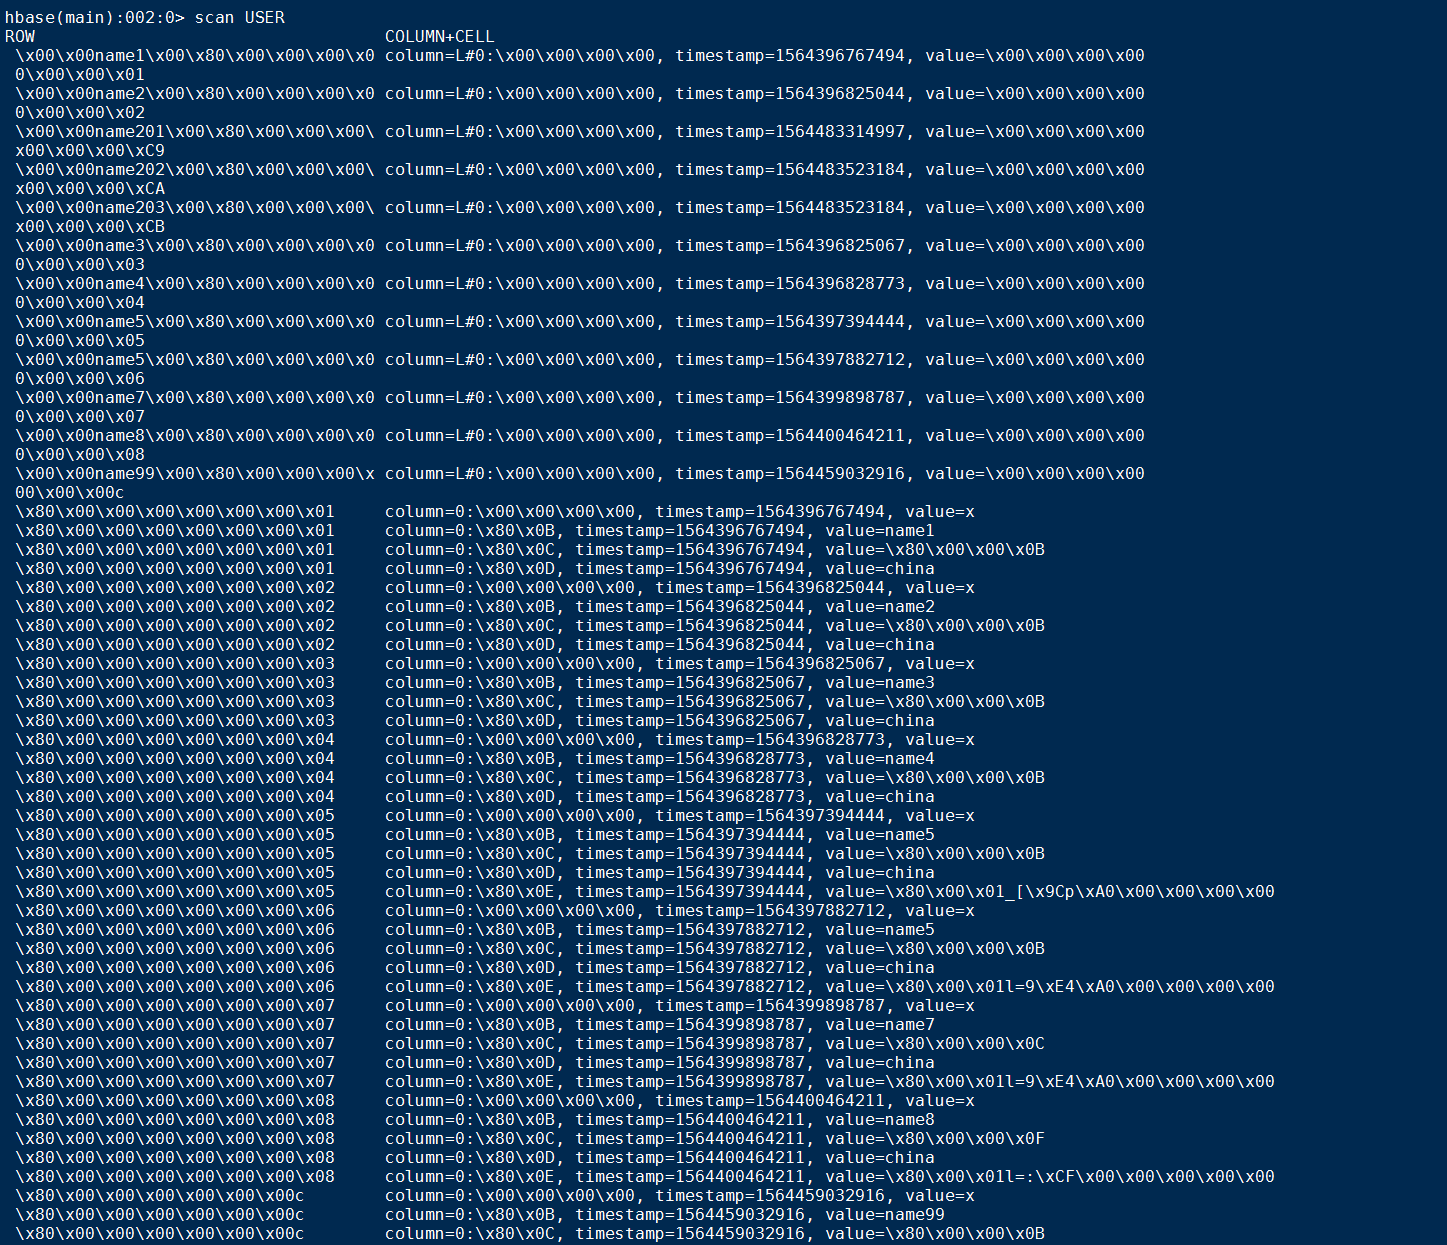 hbase(main):002:0> scan USER
ROW                                   COLUMN+CELL
 \x00\x00name1\x00\x80\x00\x00\x00\x0 column=L#0:\x00\x00\x00\x00, timestamp=1564396767494, value=\x00\x00\x00\x00
 0\x00\x00\x01
 \x00\x00name2\x00\x80\x00\x00\x00\x0 column=L#0:\x00\x00\x00\x00, timestamp=1564396825044, value=\x00\x00\x00\x00
 0\x00\x00\x02
 \x00\x00name201\x00\x80\x00\x00\x00\ column=L#0:\x00\x00\x00\x00, timestamp=1564483314997, value=\x00\x00\x00\x00
 x00\x00\x00\xC9
 \x00\x00name202\x00\x80\x00\x00\x00\ column=L#0:\x00\x00\x00\x00, timestamp=1564483523184, value=\x00\x00\x00\x00
 x00\x00\x00\xCA
 \x00\x00name203\x00\x80\x00\x00\x00\ column=L#0:\x00\x00\x00\x00, timestamp=1564483523184, value=\x00\x00\x00\x00
 x00\x00\x00\xCB
 \x00\x00name3\x00\x80\x00\x00\x00\x0 column=L#0:\x00\x00\x00\x00, timestamp=1564396825067, value=\x00\x00\x00\x00
 0\x00\x00\x03
 \x00\x00name4\x00\x80\x00\x00\x00\x0 column=L#0:\x00\x00\x00\x00, timestamp=1564396828773, value=\x00\x00\x00\x00
 0\x00\x00\x04
 \x00\x00name5\x00\x80\x00\x00\x00\x0 column=L#0:\x00\x00\x00\x00, timestamp=1564397394444, value=\x00\x00\x00\x00
 0\x00\x00\x05
 \x00\x00name5\x00\x80\x00\x00\x00\x0 column=L#0:\x00\x00\x00\x00, timestamp=1564397882712, value=\x00\x00\x00\x00
 0\x00\x00\x06
 \x00\x00name7\x00\x80\x00\x00\x00\x0 column=L#0:\x00\x00\x00\x00, timestamp=1564399898787, value=\x00\x00\x00\x00
 0\x00\x00\x07
 \x00\x00name8\x00\x80\x00\x00\x00\x0 column=L#0:\x00\x00\x00\x00, timestamp=1564400464211, value=\x00\x00\x00\x00
 0\x00\x00\x08
 \x00\x00name99\x00\x80\x00\x00\x00\x column=L#0:\x00\x00\x00\x00, timestamp=1564459032916, value=\x00\x00\x00\x00
 00\x00\x00c
 \x80\x00\x00\x00\x00\x00\x00\x01     column=0:\x00\x00\x00\x00, timestamp=1564396767494, value=x
 \x80\x00\x00\x00\x00\x00\x00\x01     column=0:\x80\x0B, timestamp=1564396767494, value=name1
 \x80\x00\x00\x00\x00\x00\x00\x01     column=0:\x80\x0C, timestamp=1564396767494, value=\x80\x00\x00\x0B
 \x80\x00\x00\x00\x00\x00\x00\x01     column=0:\x80\x0D, timestamp=1564396767494, value=china
 \x80\x00\x00\x00\x00\x00\x00\x02     column=0:\x00\x00\x00\x00, timestamp=1564396825044, value=x
 \x80\x00\x00\x00\x00\x00\x00\x02     column=0:\x80\x0B, timestamp=1564396825044, value=name2
 \x80\x00\x00\x00\x00\x00\x00\x02     column=0:\x80\x0C, timestamp=1564396825044, value=\x80\x00\x00\x0B
 \x80\x00\x00\x00\x00\x00\x00\x02     column=0:\x80\x0D, timestamp=1564396825044, value=china
 \x80\x00\x00\x00\x00\x00\x00\x03     column=0:\x00\x00\x00\x00, timestamp=1564396825067, value=x
 \x80\x00\x00\x00\x00\x00\x00\x03     column=0:\x80\x0B, timestamp=1564396825067, value=name3
 \x80\x00\x00\x00\x00\x00\x00\x03     column=0:\x80\x0C, timestamp=1564396825067, value=\x80\x00\x00\x0B
 \x80\x00\x00\x00\x00\x00\x00\x03     column=0:\x80\x0D, timestamp=1564396825067, value=china
 \x80\x00\x00\x00\x00\x00\x00\x04     column=0:\x00\x00\x00\x00, timestamp=1564396828773, value=x
 \x80\x00\x00\x00\x00\x00\x00\x04     column=0:\x80\x0B, timestamp=1564396828773, value=name4
 \x80\x00\x00\x00\x00\x00\x00\x04     column=0:\x80\x0C, timestamp=1564396828773, value=\x80\x00\x00\x0B
 \x80\x00\x00\x00\x00\x00\x00\x04     column=0:\x80\x0D, timestamp=1564396828773, value=china
 \x80\x00\x00\x00\x00\x00\x00\x05     column=0:\x00\x00\x00\x00, timestamp=1564397394444, value=x
 \x80\x00\x00\x00\x00\x00\x00\x05     column=0:\x80\x0B, timestamp=1564397394444, value=name5
 \x80\x00\x00\x00\x00\x00\x00\x05     column=0:\x80\x0C, timestamp=1564397394444, value=\x80\x00\x00\x0B
 \x80\x00\x00\x00\x00\x00\x00\x05     column=0:\x80\x0D, timestamp=1564397394444, value=china
 \x80\x00\x00\x00\x00\x00\x00\x05     column=0:\x80\x0E, timestamp=1564397394444, value=\x80\x00\x01_[\x9Cp\xA0\x00\x00\x00\x00
 \x80\x00\x00\x00\x00\x00\x00\x06     column=0:\x00\x00\x00\x00, timestamp=1564397882712, value=x
 \x80\x00\x00\x00\x00\x00\x00\x06     column=0:\x80\x0B, timestamp=1564397882712, value=name5
 \x80\x00\x00\x00\x00\x00\x00\x06     column=0:\x80\x0C, timestamp=1564397882712, value=\x80\x00\x00\x0B
 \x80\x00\x00\x00\x00\x00\x00\x06     column=0:\x80\x0D, timestamp=1564397882712, value=china
 \x80\x00\x00\x00\x00\x00\x00\x06     column=0:\x80\x0E, timestamp=1564397882712, value=\x80\x00\x01l=9\xE4\xA0\x00\x00\x00\x00
 \x80\x00\x00\x00\x00\x00\x00\x07     column=0:\x00\x00\x00\x00, timestamp=1564399898787, value=x
 \x80\x00\x00\x00\x00\x00\x00\x07     column=0:\x80\x0B, timestamp=1564399898787, value=name7
 \x80\x00\x00\x00\x00\x00\x00\x07     column=0:\x80\x0C, timestamp=1564399898787, value=\x80\x00\x00\x0C
 \x80\x00\x00\x00\x00\x00\x00\x07     column=0:\x80\x0D, timestamp=1564399898787, value=china
 \x80\x00\x00\x00\x00\x00\x00\x07     column=0:\x80\x0E, timestamp=1564399898787, value=\x80\x00\x01l=9\xE4\xA0\x00\x00\x00\x00
 \x80\x00\x00\x00\x00\x00\x00\x08     column=0:\x00\x00\x00\x00, timestamp=1564400464211, value=x
 \x80\x00\x00\x00\x00\x00\x00\x08     column=0:\x80\x0B, timestamp=1564400464211, value=name8
 \x80\x00\x00\x00\x00\x00\x00\x08     column=0:\x80\x0C, timestamp=1564400464211, value=\x80\x00\x00\x0F
 \x80\x00\x00\x00\x00\x00\x00\x08     column=0:\x80\x0D, timestamp=1564400464211, value=china
 \x80\x00\x00\x00\x00\x00\x00\x08     column=0:\x80\x0E, timestamp=1564400464211, value=\x80\x00\x01l=:\xCF\x00\x00\x00\x00\x00
 \x80\x00\x00\x00\x00\x00\x00c        column=0:\x00\x00\x00\x00, timestamp=1564459032916, value=x
 \x80\x00\x00\x00\x00\x00\x00c        column=0:\x80\x0B, timestamp=1564459032916, value=name99
 \x80\x00\x00\x00\x00\x00\x00c        column=0:\x80\x0C, timestamp=1564459032916, value=\x80\x00\x00\x0B